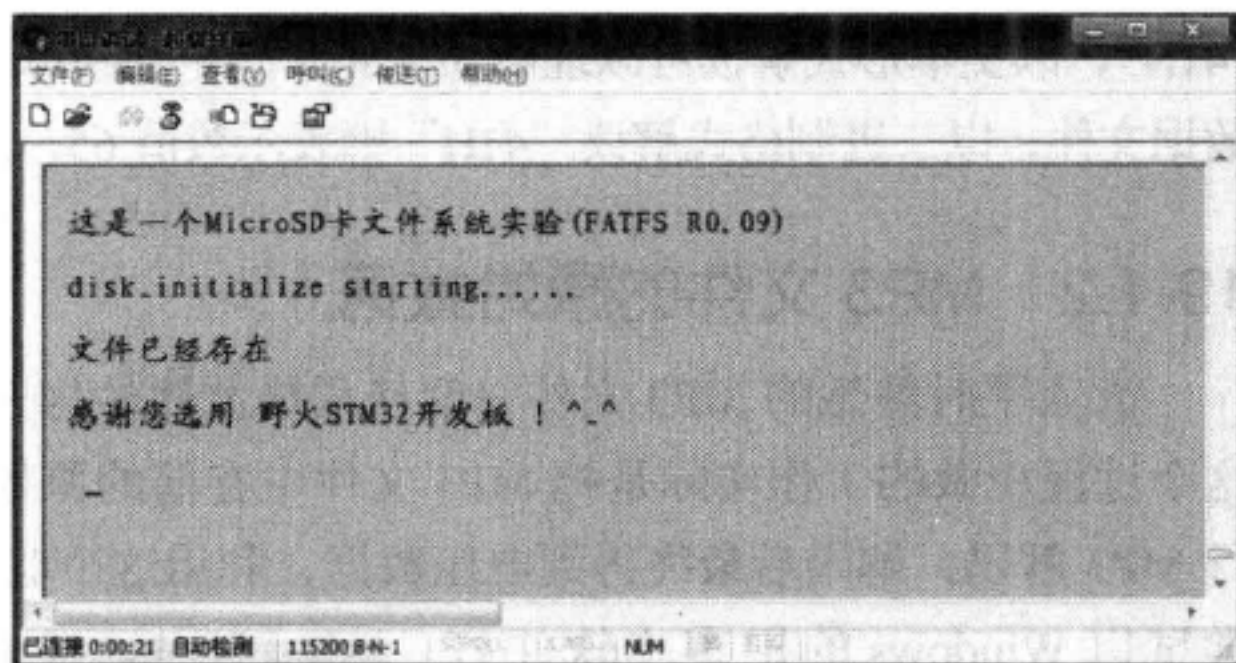 文件(F) 编辑(E) 查看(V) 呼叫(C) 传送(T) 帮助(H)
这是一个MicroSD卡文件系统实验(FATFS R0.09)
disk_initialize starting......
文件已经存在
感谢您选用 野火STM32开发板 ! ^_^
_
已连接 0:00:21 自动检测 115200 8-N-1 NUM